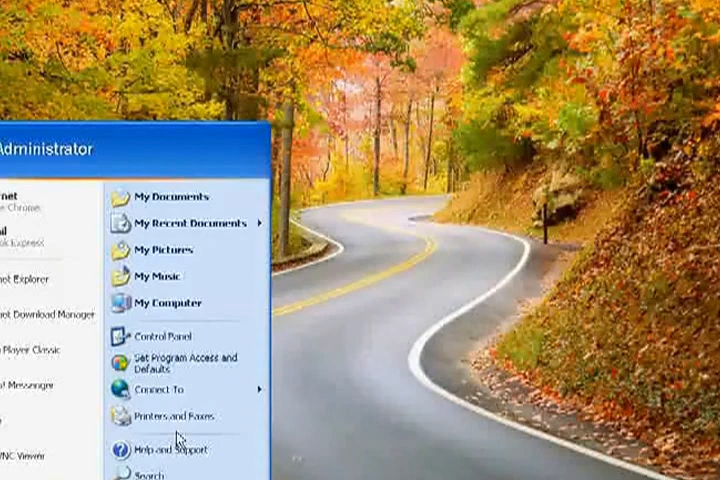 Administrator
rnet
e Chrome
ail
ok Express
net Explorer
net Download Manager
Player Classic
o! Messenger
VNC Viewer
My Documents
My Recent Documents
My Pictures
My Music
My Computer
Control Panel
Set Program Access and
Defaults
Connect To
Printers and Faxes
Help and Support
Search